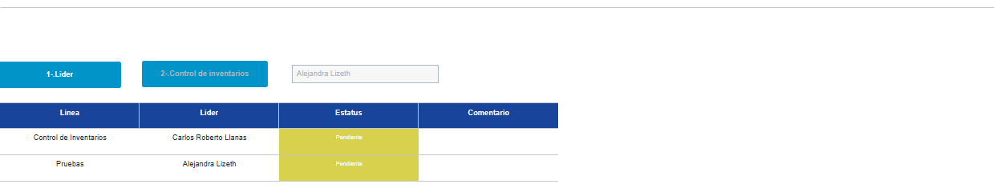 1-.Lider
2-.Control de inventarios
Alejandra Lizeth
Linea Lider Estatus Comentario
Control de Inventarios Carlos Roberto Llanas Pendiente
Pruebas Alejandra Lizeth Pendiente